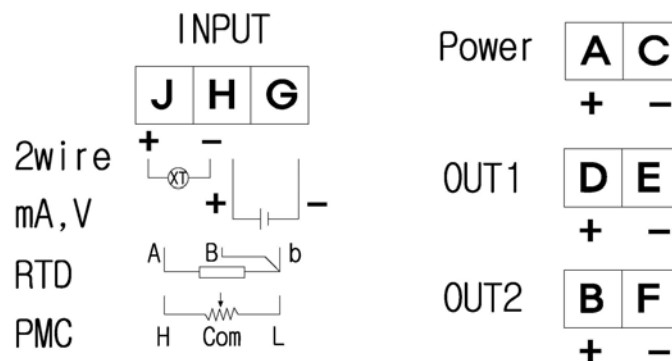 INPUT
J H G
+ −
2wire
XT
mA,V
+ −
RTD
A B b
PMC
H Com L
Power
A C
+ −
OUT1
D E
+ −
OUT2
B F
+ −